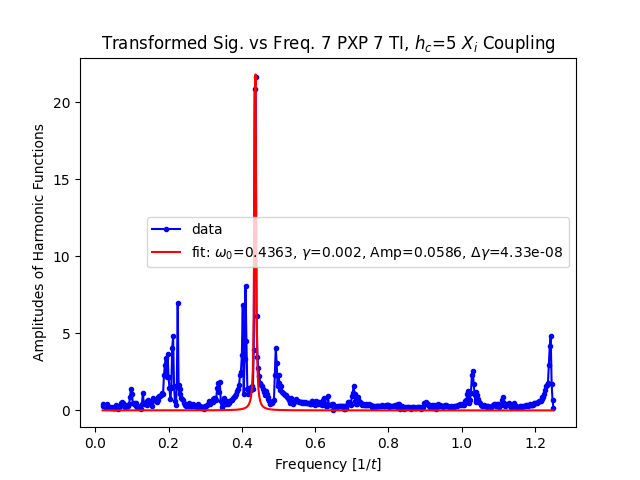 Transformed Sig. vs Freq. 7 PXP 7 TI, $h_c$=5 $X_i$ Coupling
Amplitudes of Harmonic Functions
20
15
10
5
0
data
fit: $\omega_0$=0.4363, $\gamma$=0.002, Amp=0.0586, $\Delta\gamma$=4.33e-08
0.0 0.2 0.4 0.6 0.8 1.0 1.2
Frequency [1/$t$]